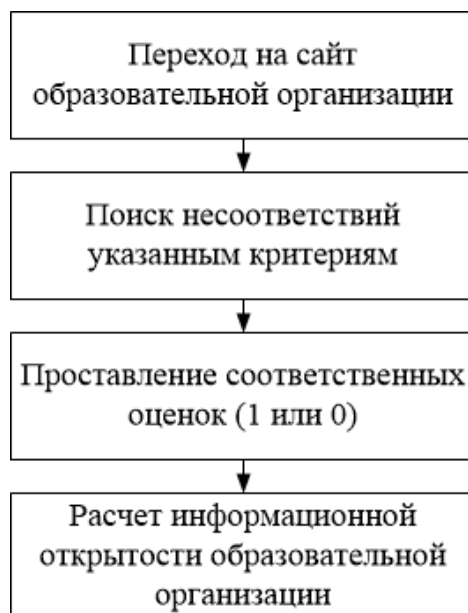 Переход на сайт
образовательной организации
Поиск несоответствий
указанным критериям
Проставление соответственных
оценок (1 или 0)
Расчет информационной
открытости образовательной
организации